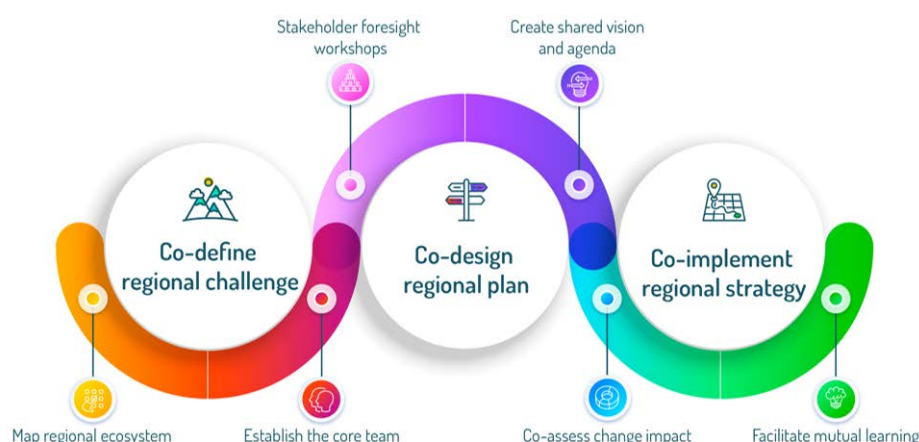 Stakeholder foresight
workshops
Create shared vision
and agenda
Co-define
regional challenge
Co-design
regional plan
Co-implement
regional strategy
Map regional ecosystem
Establish the core team
Co-assess change impact
Facilitate mutual learning